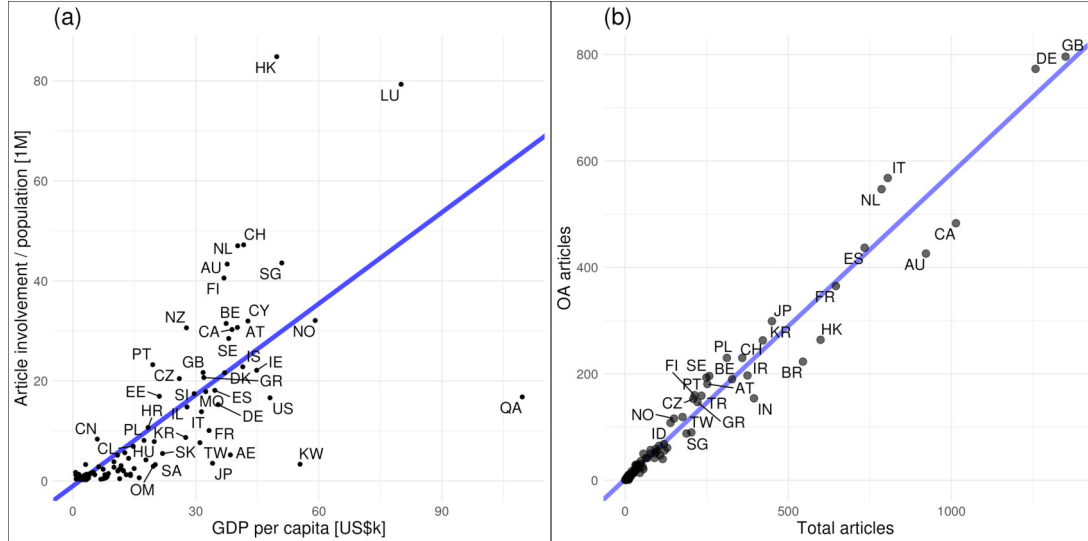 (a)
HK
80
LU
60
CH
NL
AU
SG
40
FI
NZ
BE
CY
CA
AT
NO
SE
PT
IS
GB
IE
CZ
20
DK
GR
EE
SI
MO
ES
US
QA
HR
IL
DE
CN
IT
PL
KR
FR
CL
HU
SK
TW
AE
KW
SA
JP
OM
0
0
30
60
90
GDP per capita [US$k]
Article involvement / population [1M]
(b)
GB
800
DE
600
IT
NL
CA
ES
AU
400
FR
JP
HK
KR
PL
CH
FI
SE
BE
IR
BR
200
PT
AT
CZ
TR
IN
NO
TW
GR
ID
SG
0
0
500
1000
Total articles
OA articles